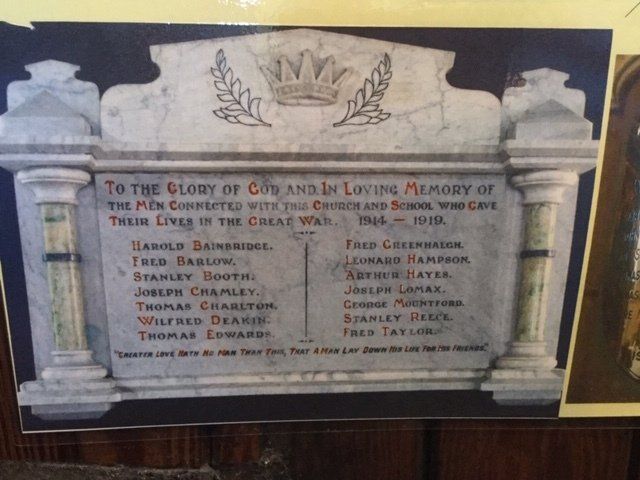 To the Glory of God and In Loving Memory of
the Men Connected with this Church and School who Gave
Their Lives in the Great War. 1914 — 1919.
Harold Bainbridge.
Fred Barlow.
Stanley Booth.
Joseph Chamley.
Thomas Charlton.
Wilfred Deakin.
Thomas Edwards.
Fred Greenhalgh.
Leonard Hampson.
Arthur Hayes.
Joseph Lomax.
George Mountford.
Stanley Reece.
Fred Taylor.
"Greater Love Hath No Man Than This, That A Man Lay Down His Life For His Friends."